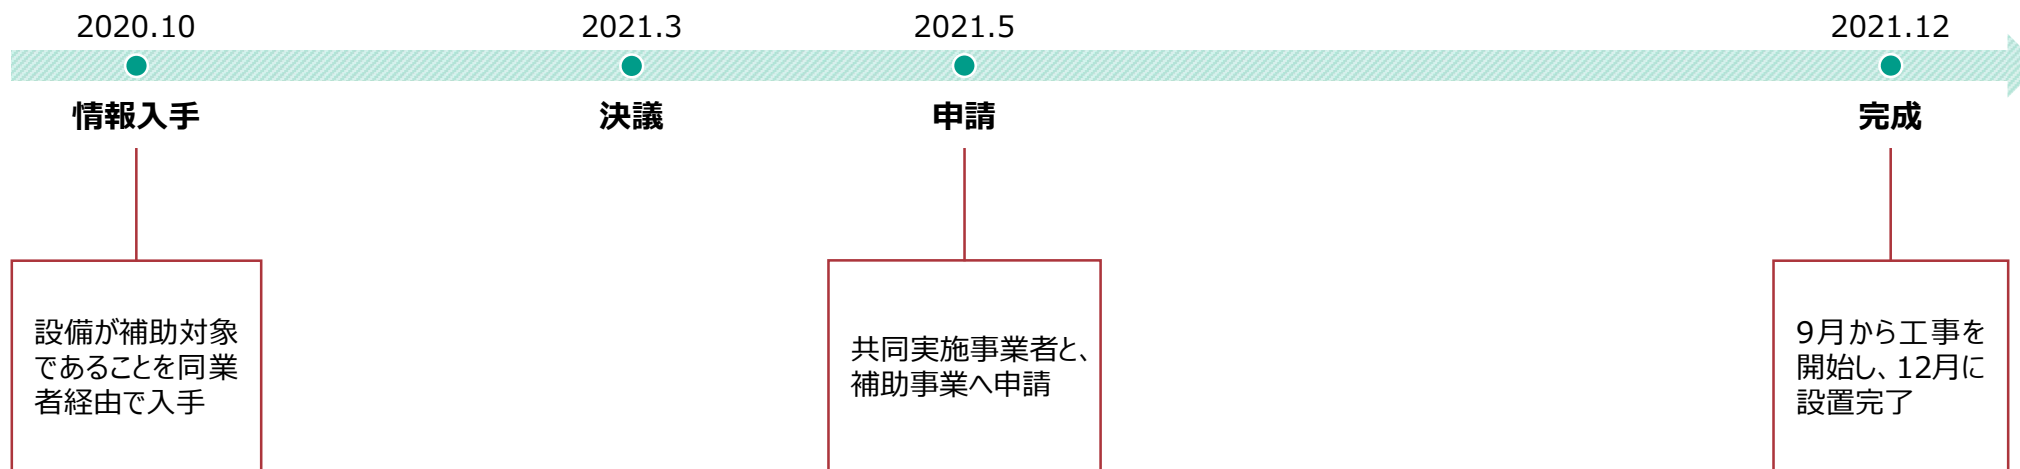 2020.10
2021.3
2021.5
2021.12
情報入手
決議
申請
完成
設備が補助対象
であることを同業
者経由で入手
共同実施事業者と、
補助事業へ申請
9月から工事を
開始し、12月に
設置完了